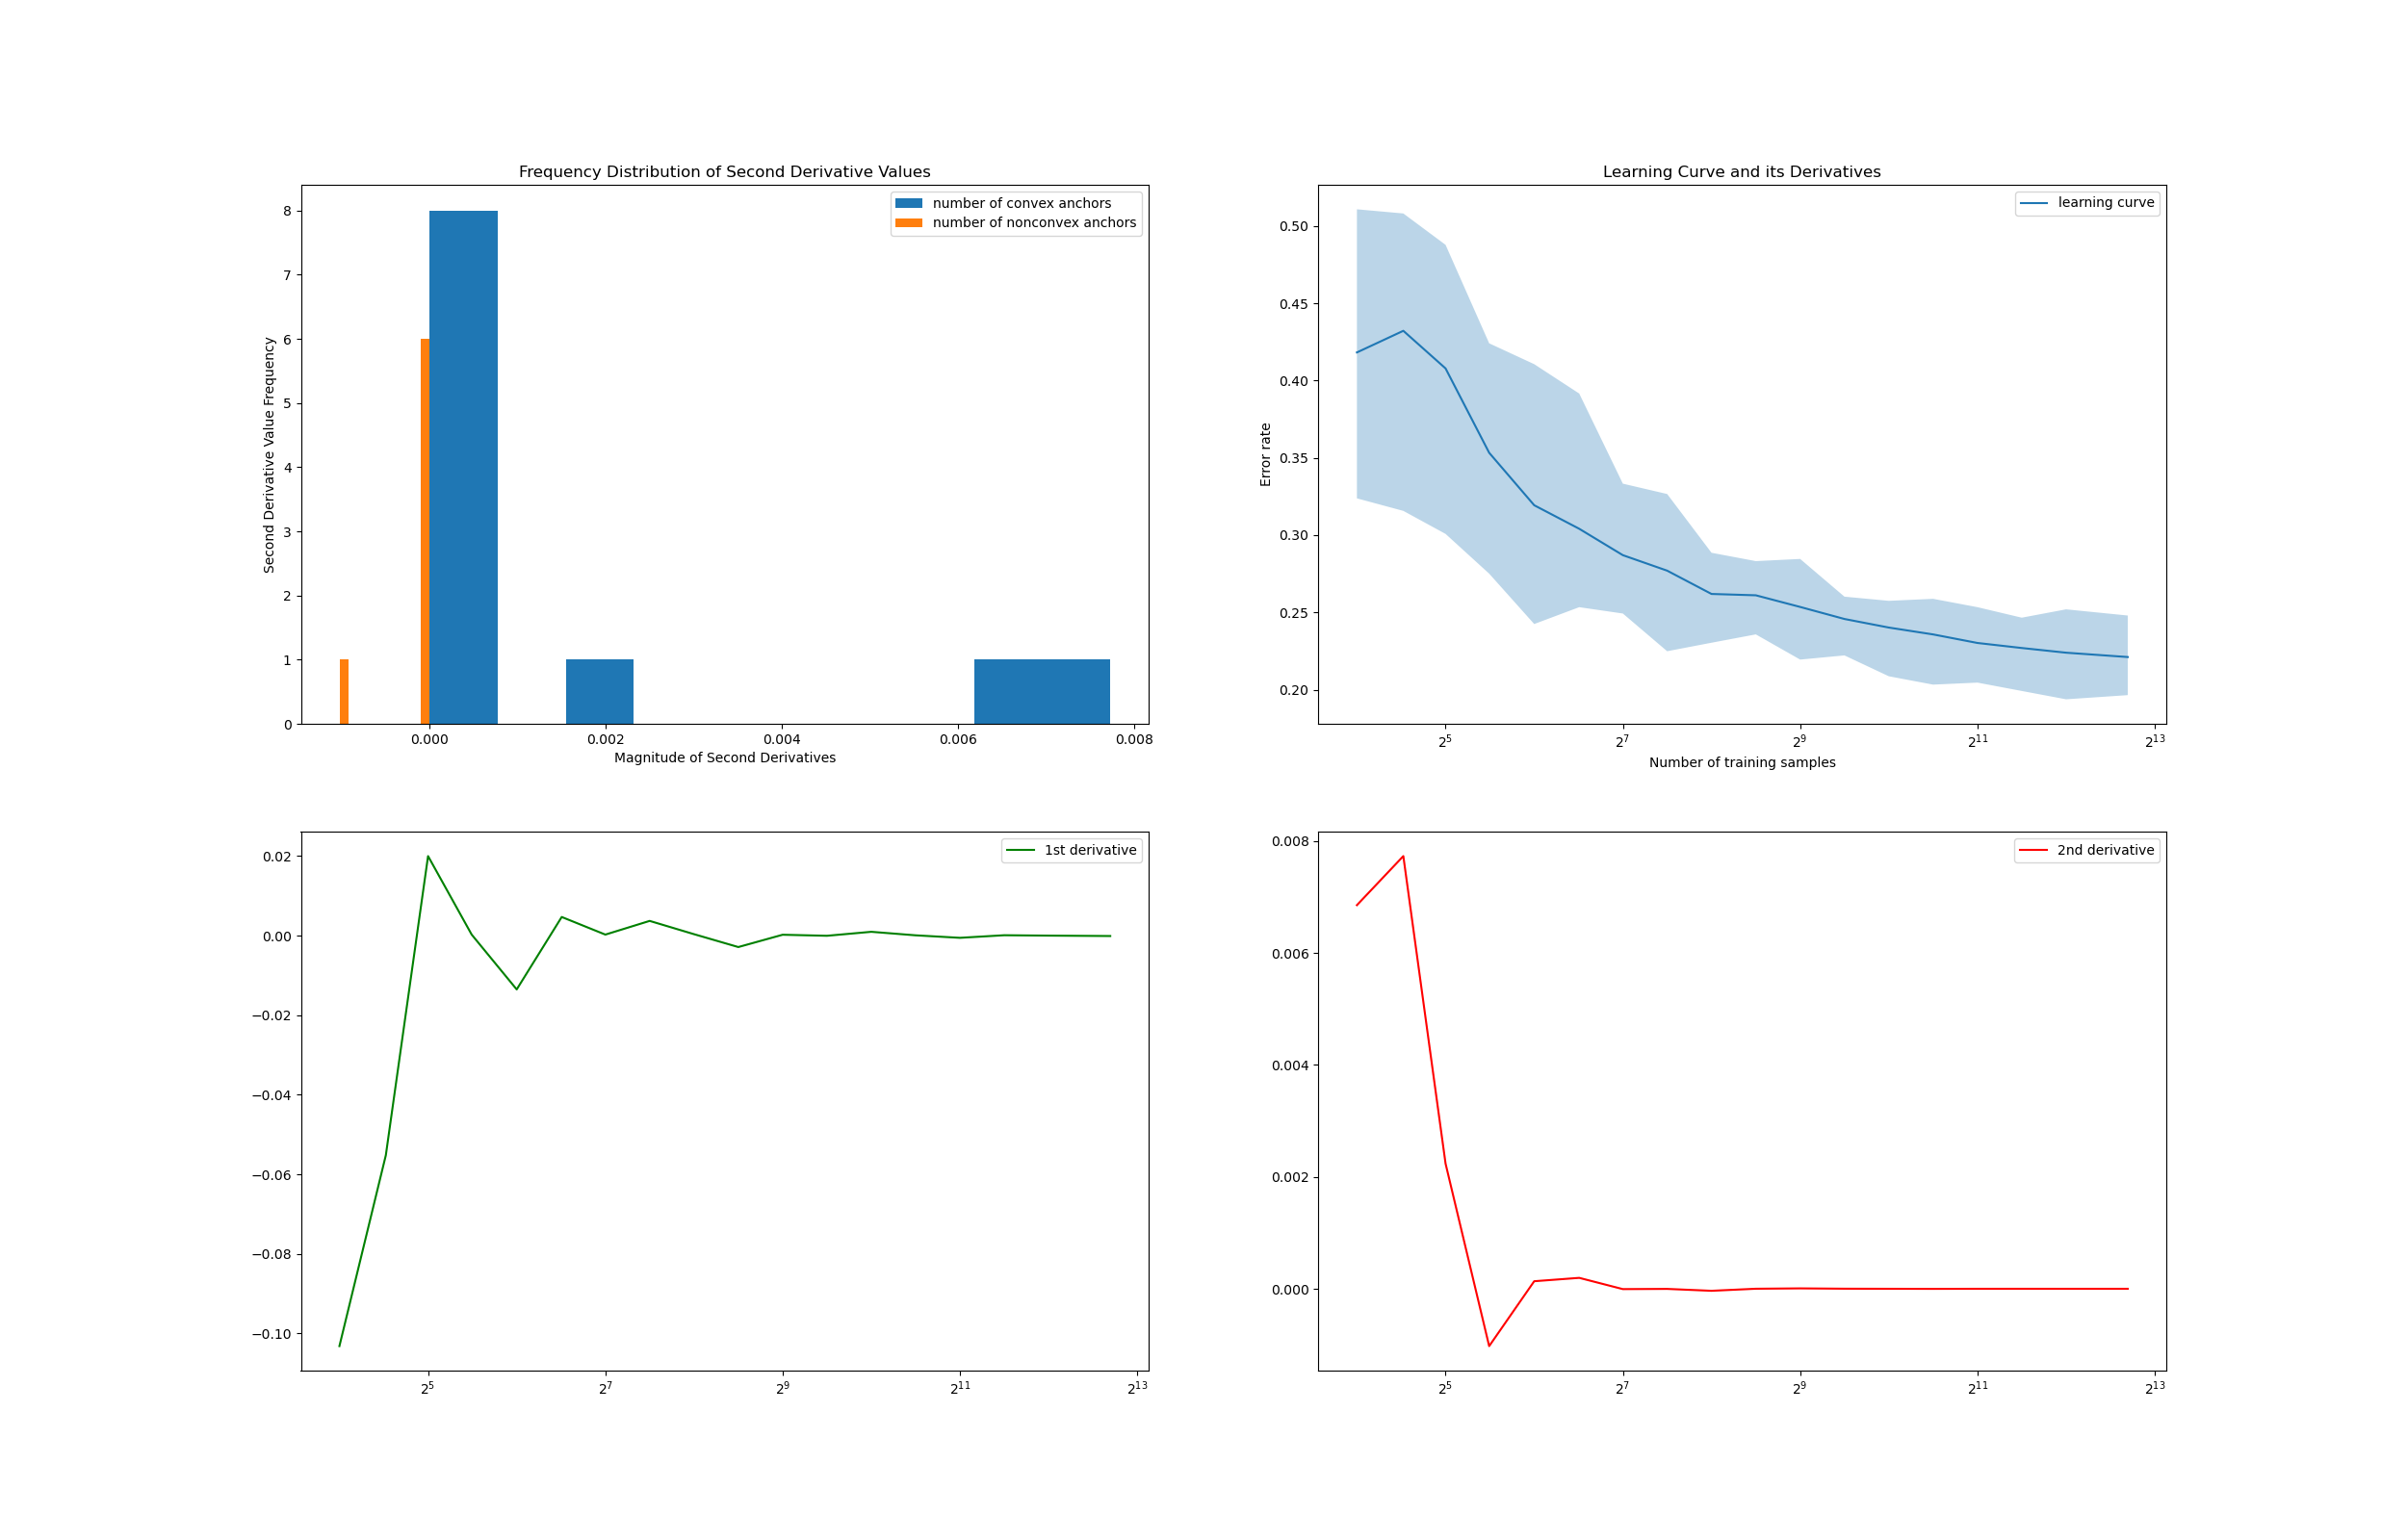 Frequency Distribution of Second Derivative Values
number of convex anchors
number of nonconvex anchors
Second Derivative Value Frequency
8
7
6
5
4
3
2
1
0
0.000 0.002 0.004 0.006 0.008
Magnitude of Second Derivatives
Learning Curve and its Derivatives
learning curve
Error rate
0.50
0.45
0.40
0.35
0.30
0.25
0.20
2^5 2^7 2^9 2^11 2^13
Number of training samples
1st derivative
0.02
0.00
−0.02
−0.04
−0.06
−0.08
−0.10
2^5 2^7 2^9 2^11 2^13
2nd derivative
0.008
0.006
0.004
0.002
0.000
2^5 2^7 2^9 2^11 2^13